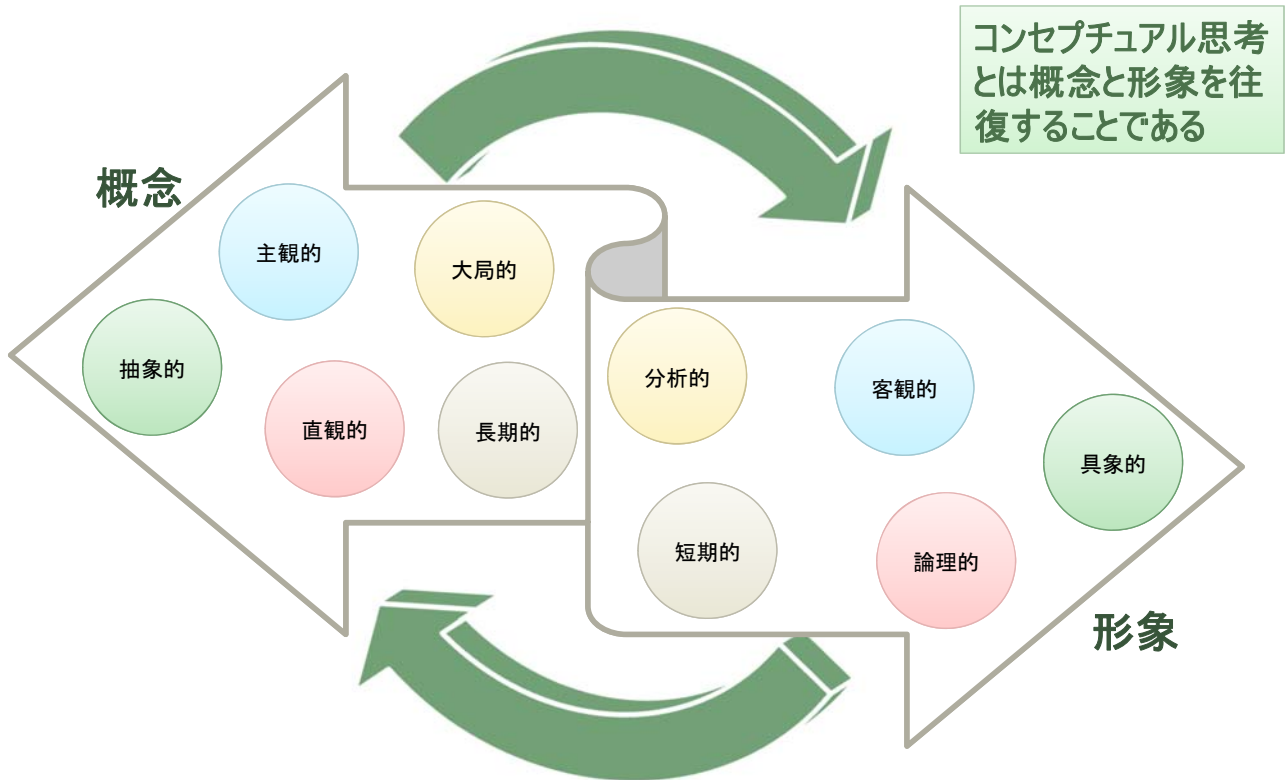 コンセプチュアル思考
とは概念と形象を往
復することである
概念
主観的
大局的
抽象的
直観的
長期的
分析的
客観的
具象的
短期的
論理的
形象